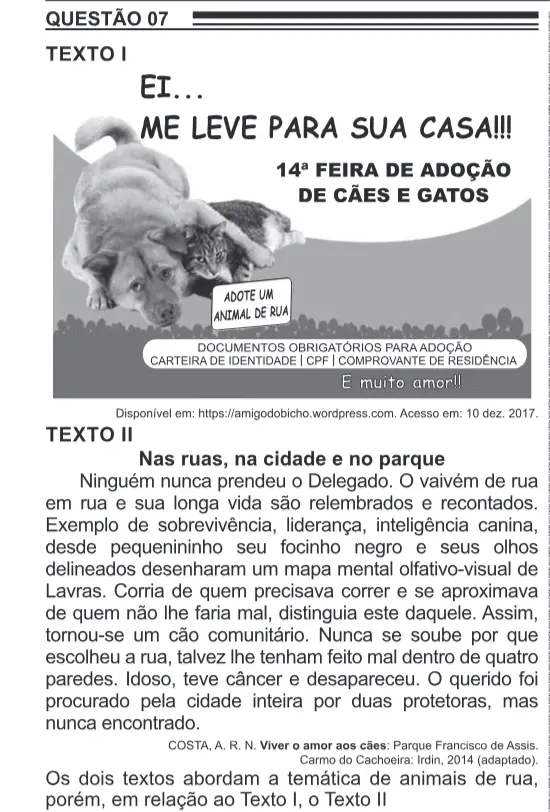 QUESTÃO 07
TEXTO I
EI...
ME LEVE PARA SUA CASA!!!
14ª FEIRA DE ADOÇÃO
DE CÃES E GATOS
ADOTE UM
ANIMAL DE RUA
DOCUMENTOS OBRIGATÓRIOS PARA ADOÇÃO
CARTEIRA DE IDENTIDADE | CPF | COMPROVANTE DE RESIDÊNCIA
E muito amor!!
Disponível em: https://amigodobicho.wordpress.com. Acesso em: 10 dez. 2017.
TEXTO II
Nas ruas, na cidade e no parque
Ninguém nunca prendeu o Delegado. O vaivém de rua
em rua e sua longa vida são relembrados e recontados.
Exemplo de sobrevivência, liderança, inteligência canina,
desde pequenininho seu focinho negro e seus olhos
delineados desenharam um mapa mental olfativo-visual de
Lavras. Corria de quem precisava correr e se aproximava
de quem não lhe faria mal, distinguia este daquele. Assim,
tornou-se um cão comunitário. Nunca se soube por que
escolheu a rua, talvez lhe tenham feito mal dentro de quatro
paredes. Idoso, teve câncer e desapareceu. O querido foi
procurado pela cidade inteira por duas protetoras, mas
nunca encontrado.
COSTA, A. R. N. Viver o amor aos cães: Parque Francisco de Assis.
Carmo do Cachoeira: Irdin, 2014 (adaptado).
Os dois textos abordam a temática de animais de rua,
porém, em relação ao Texto I, o Texto II